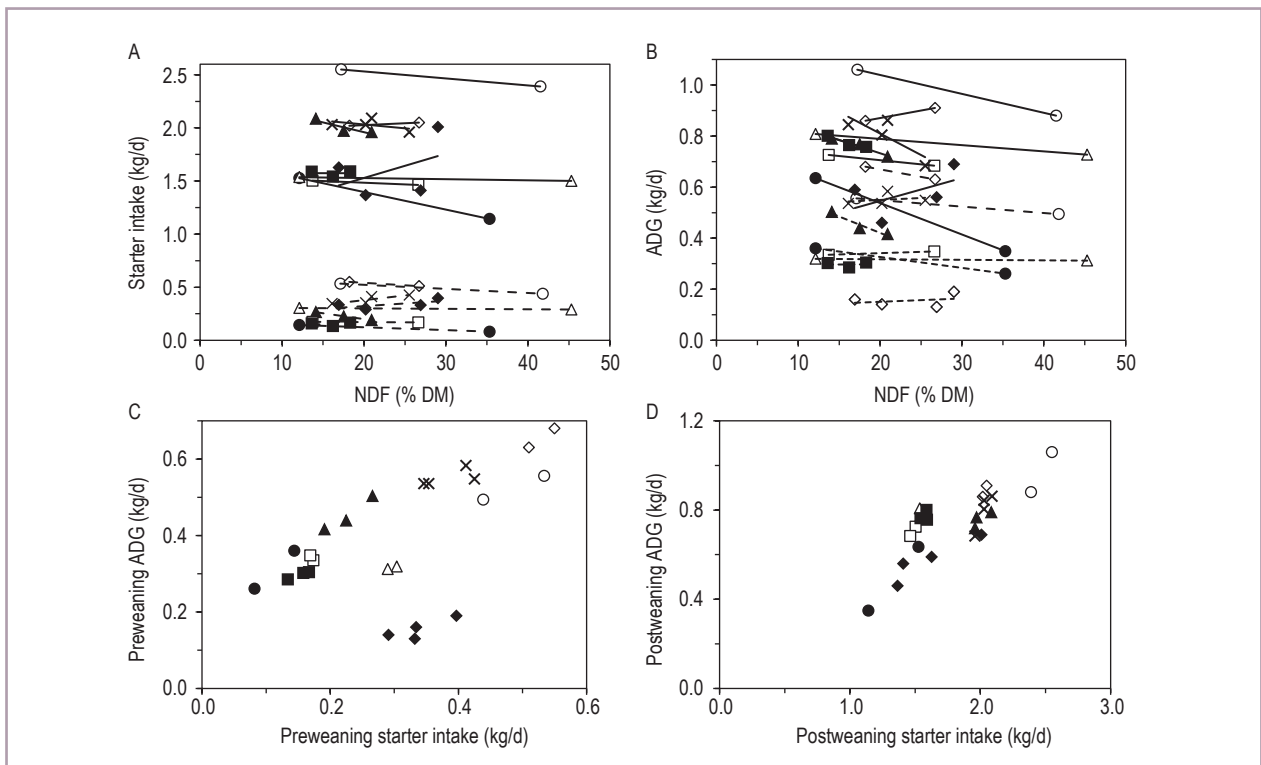 A
2.5
2.0
1.5
1.0
0.5
0.0
Starter intake (kg/d)
0 10 20 30 40 50
NDF (% DM)
B
1.0
0.8
0.6
0.4
0.2
0.0
ADG (kg/d)
0 10 20 30 40 50
NDF (% DM)
C
0.6
0.4
0.2
0.0
Preweaning ADG (kg/d)
0.0 0.2 0.4 0.6
Preweaning starter intake (kg/d)
D
1.2
0.8
0.4
0.0
Postweaning ADG (kg/d)
0.0 1.0 2.0 3.0
Postweaning starter intake (kg/d)